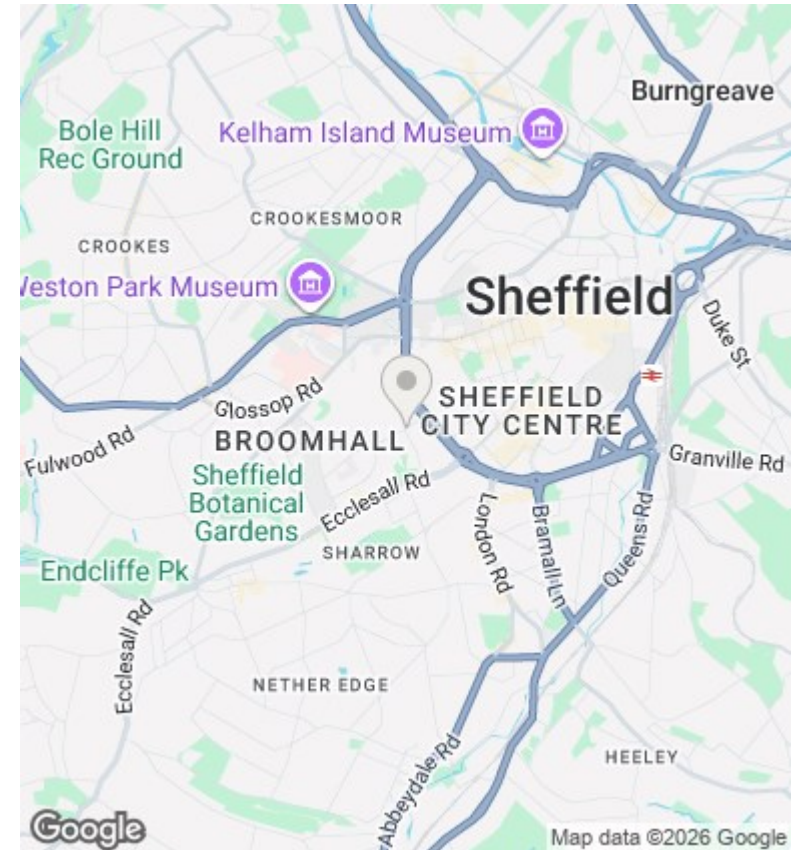 Burngreave
Bole Hill
Rec Ground
Kelham Island Museum
CROOKESMOOR
CROOKES
Weston Park Museum
Sheffield
Duke St
Glossop Rd
SHEFFIELD
CITY CENTRE
BROOMHALL
Fulwood Rd
Granville Rd
Sheffield
Botanical
Gardens
Ecclesall Rd
London Rd
Bramall Ln
Queens Rd
SHARROW
Endcliffe Pk
Ecclesall Rd
NETHER EDGE
Abbeydale Rd
HEELEY
Google
Map data ©2026 Google